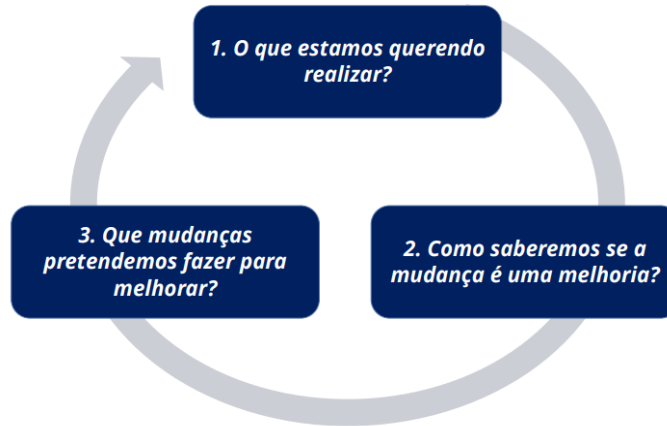 1. O que estamos querendo
realizar?
2. Como saberemos se a
mudança é uma melhoria?
3. Que mudanças
pretendemos fazer para
melhorar?